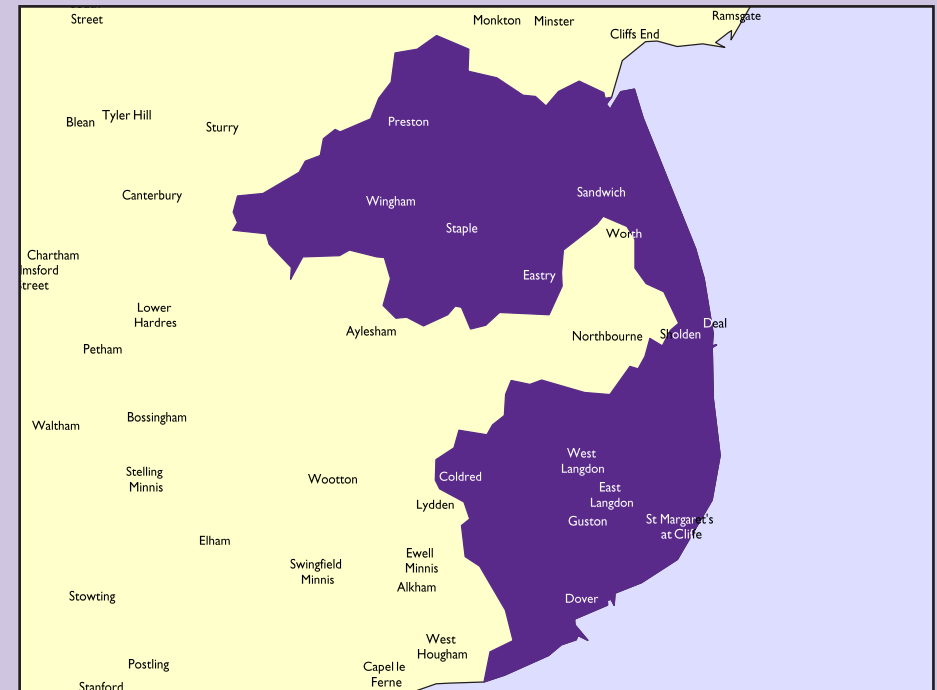 Street
Monkton
Minster
Ramsgate
Cliffs End
Blean
Tyler Hill
Sturry
Preston
Canterbury
Wingham
Sandwich
Staple
Worth
Chartham
lmsford
Street
Eastry
Lower
Hardres
Aylesham
Northbourne
Sholden
Deal
Petham
Waltham
Bossingham
Stelling
Minnis
Wootton
Coldred
West
Langdon
East
Langdon
Lydden
Guston
St Margaret's
at Cliffe
Elham
Swingfield
Minnis
Ewell
Minnis
Alkham
Stowting
Dover
West
Hougham
Postling
Capel le
Ferne
Stanford